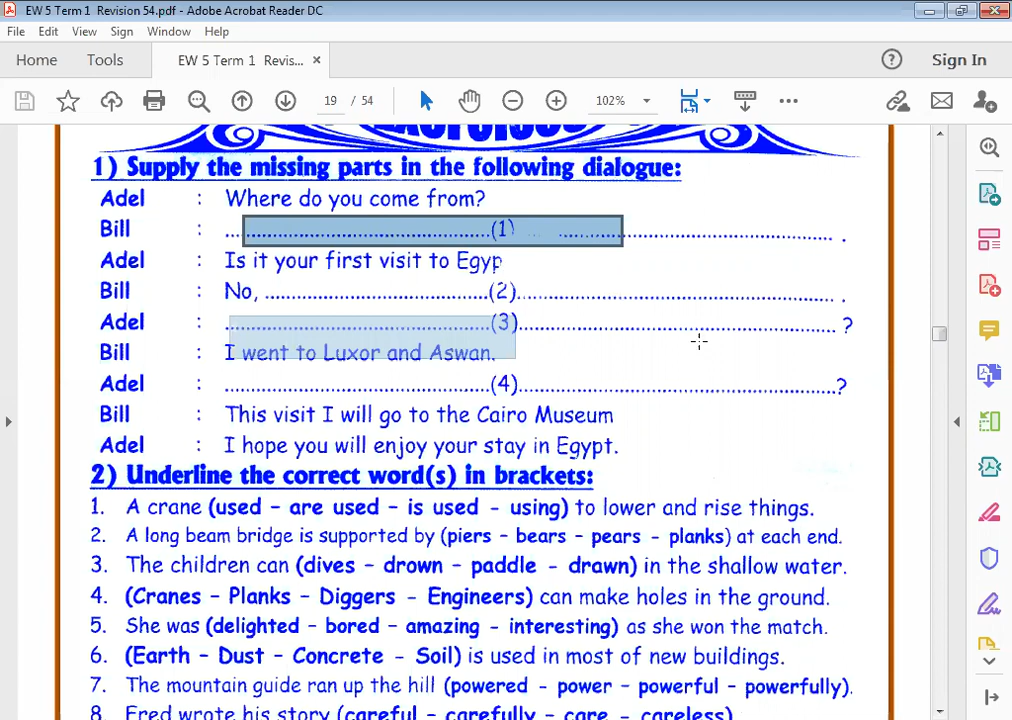 EW 5 Term 1 Revision 54.pdf - Adobe Acrobat Reader DC
File Edit View Sign Window Help
Home Tools EW 5 Term 1 Revis... × Sign In
19 / 54 102%
1) Supply the missing parts in the following dialogue:
Adel : Where do you come from?
Bill : ..................(1).................. .
Adel : Is it your first visit to Egyp
Bill : No, ..................(2).................. .
Adel : ..................(3)..................?
Bill : I went to Luxor and Aswan.
Adel : ..................(4)..................?
Bill : This visit I will go to the Cairo Museum
Adel : I hope you will enjoy your stay in Egypt.
2) Underline the correct word(s) in brackets:
1. A crane (used – are used – is used - using) to lower and rise things.
2. A long beam bridge is supported by (piers - bears – pears - planks) at each end.
3. The children can (dives – drown – paddle - drawn) in the shallow water.
4. (Cranes – Planks – Diggers - Engineers) can make holes in the ground.
5. She was (delighted – bored – amazing - interesting) as she won the match.
6. (Earth – Dust – Concrete - Soil) is used in most of new buildings.
7. The mountain guide ran up the hill (powered - power – powerful - powerfully).
8. Fred wrote his story (careful – carefully – care - careless).